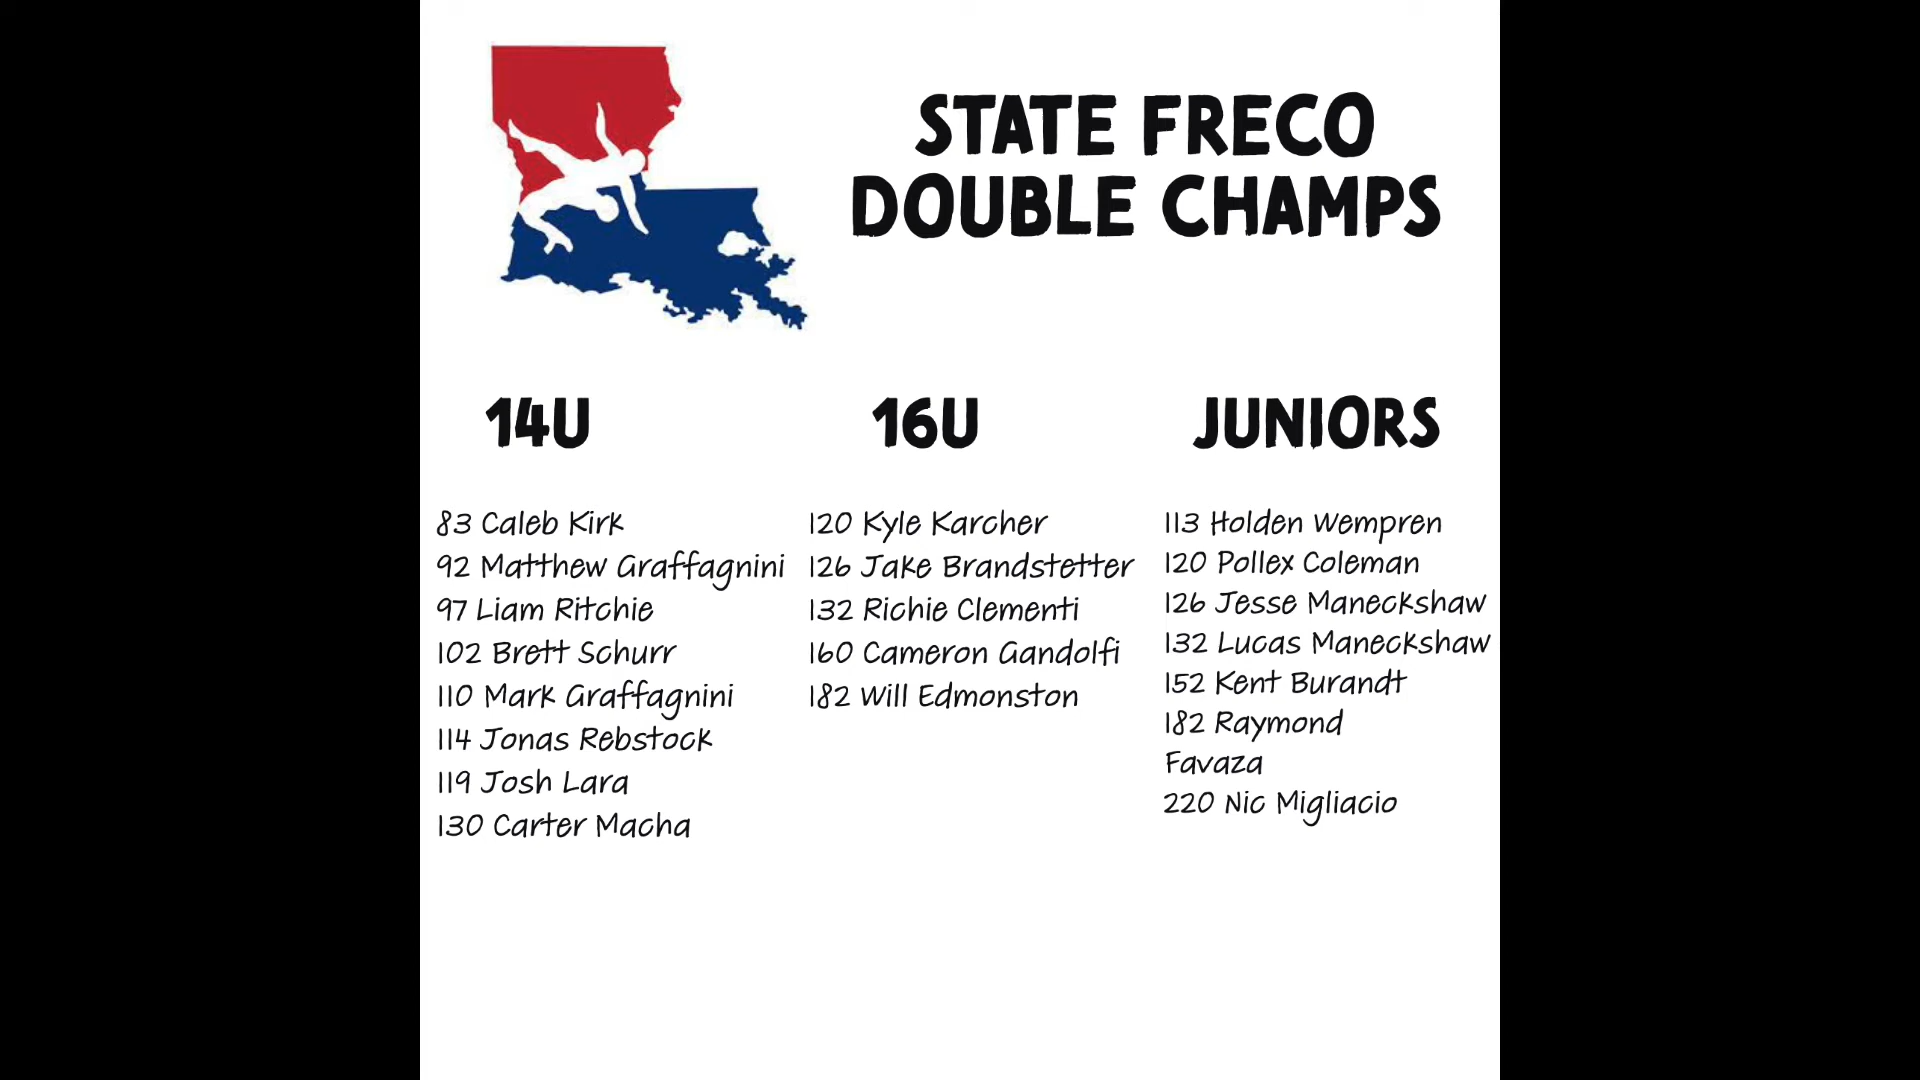 STATE FRECO
DOUBLE CHAMPS
14U
83 Caleb Kirk
92 Matthew Graffagnini
97 Liam Ritchie
102 Brett Schurr
110 Mark Graffagnini
114 Jonas Rebstock
119 Josh Lara
130 Carter Macha
16U
120 Kyle Karcher
126 Jake Brandstetter
132 Richie Clementi
160 Cameron Gandolfi
182 Will Edmonston
JUNIORS
113 Holden Wempren
120 Pollex Coleman
126 Jesse Maneckshaw
132 Lucas Maneckshaw
152 Kent Burandt
182 Raymond
Favaza
220 Nic Migliacio